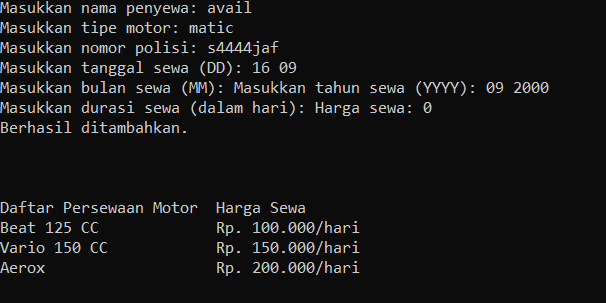 Masukkan nama penyewa: avail
Masukkan tipe motor: matic
Masukkan nomor polisi: s4444jaf
Masukkan tanggal sewa (DD): 16 09
Masukkan bulan sewa (MM): Masukkan tahun sewa (YYYY): 09 2000
Masukkan durasi sewa (dalam hari): Harga sewa: 0
Berhasil ditambahkan.
Daftar Persewaan Motor  Harga Sewa
Beat 125 CC             Rp. 100.000/hari
Vario 150 CC            Rp. 150.000/hari
Aerox                   Rp. 200.000/hari